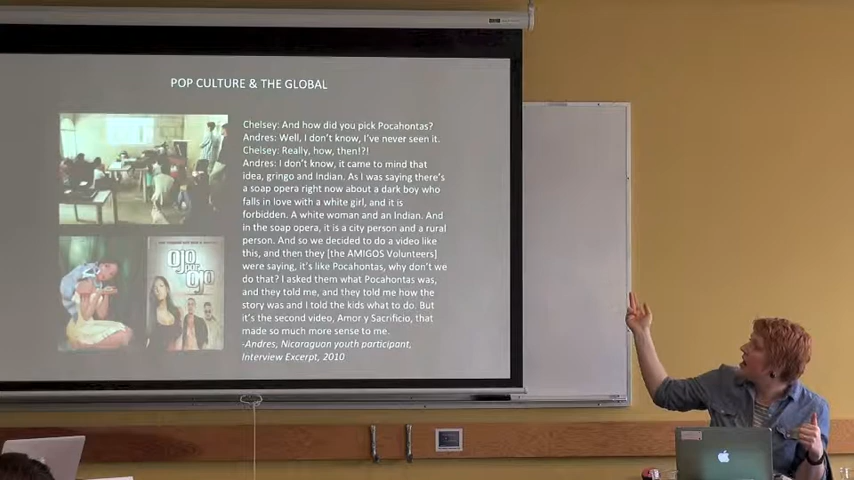 POP CULTURE & THE GLOBAL
Chelsey: And how did you pick Pocahontas?
Andres: Well, I don't know, I've never seen it.
Chelsey: Really, how, then!?!
Andres: I don't know, it came to mind that
idea, gringo and Indian. As I was saying there's
a soap opera right now about a dark boy who
falls in love with a white girl, and it is
forbidden. A white woman and an Indian. And
in the soap opera, it is a city person and a rural
person. And so we decided to do a video like
this, and then they [the AMIGOS Volunteers]
were saying, it's like Pocahontas, why don't we
do that? I asked them what Pocahontas was,
and they told me, and they told me how the
story was and I told the kids what to do. But
it's the second video, Amor y Sacrificio, that
made so much more sense to me.
-Andres, Nicaraguan youth participant,
Interview Excerpt, 2010
ojo
por
ojo